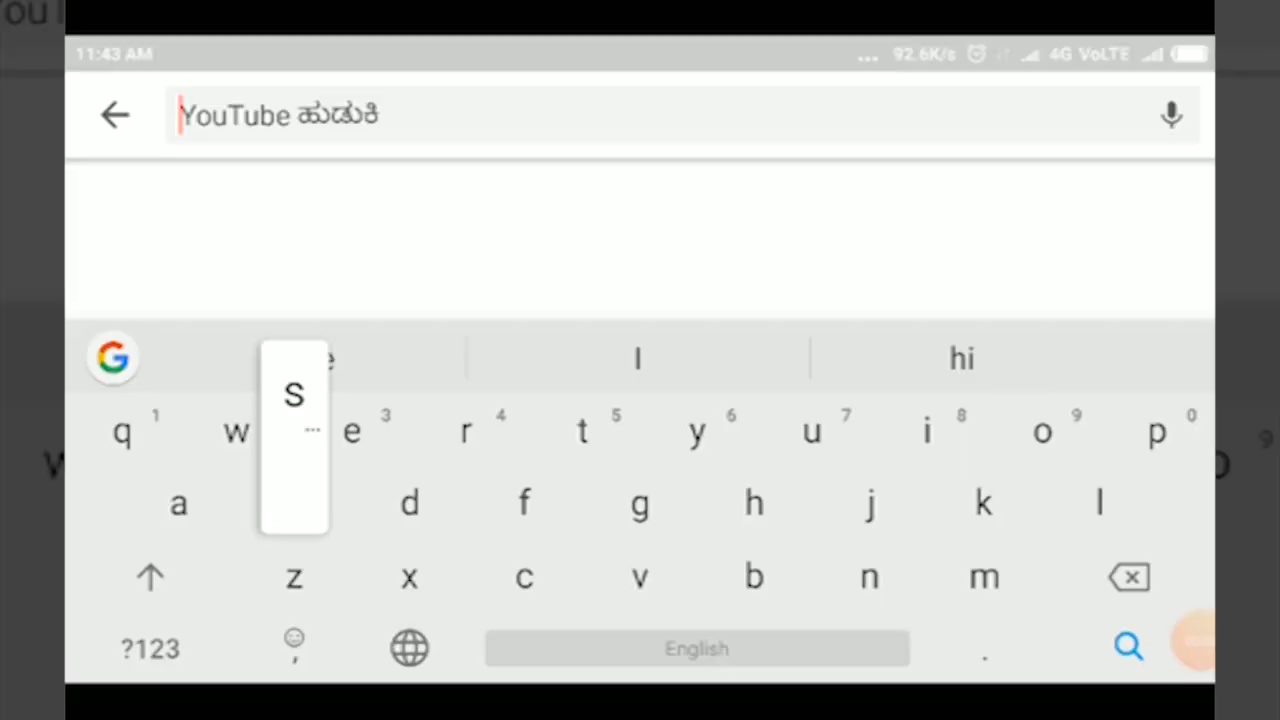 11:43 AM ... 92.6K/s 4G VoLTE
YouTube ಹುಡುಕಿ
I hi
S
q 1 w e 3 r 4 t 5 y 6 u 7 i 8 o 9 p 0
a d f g h j k l
z x c v b n m
?123 , English .